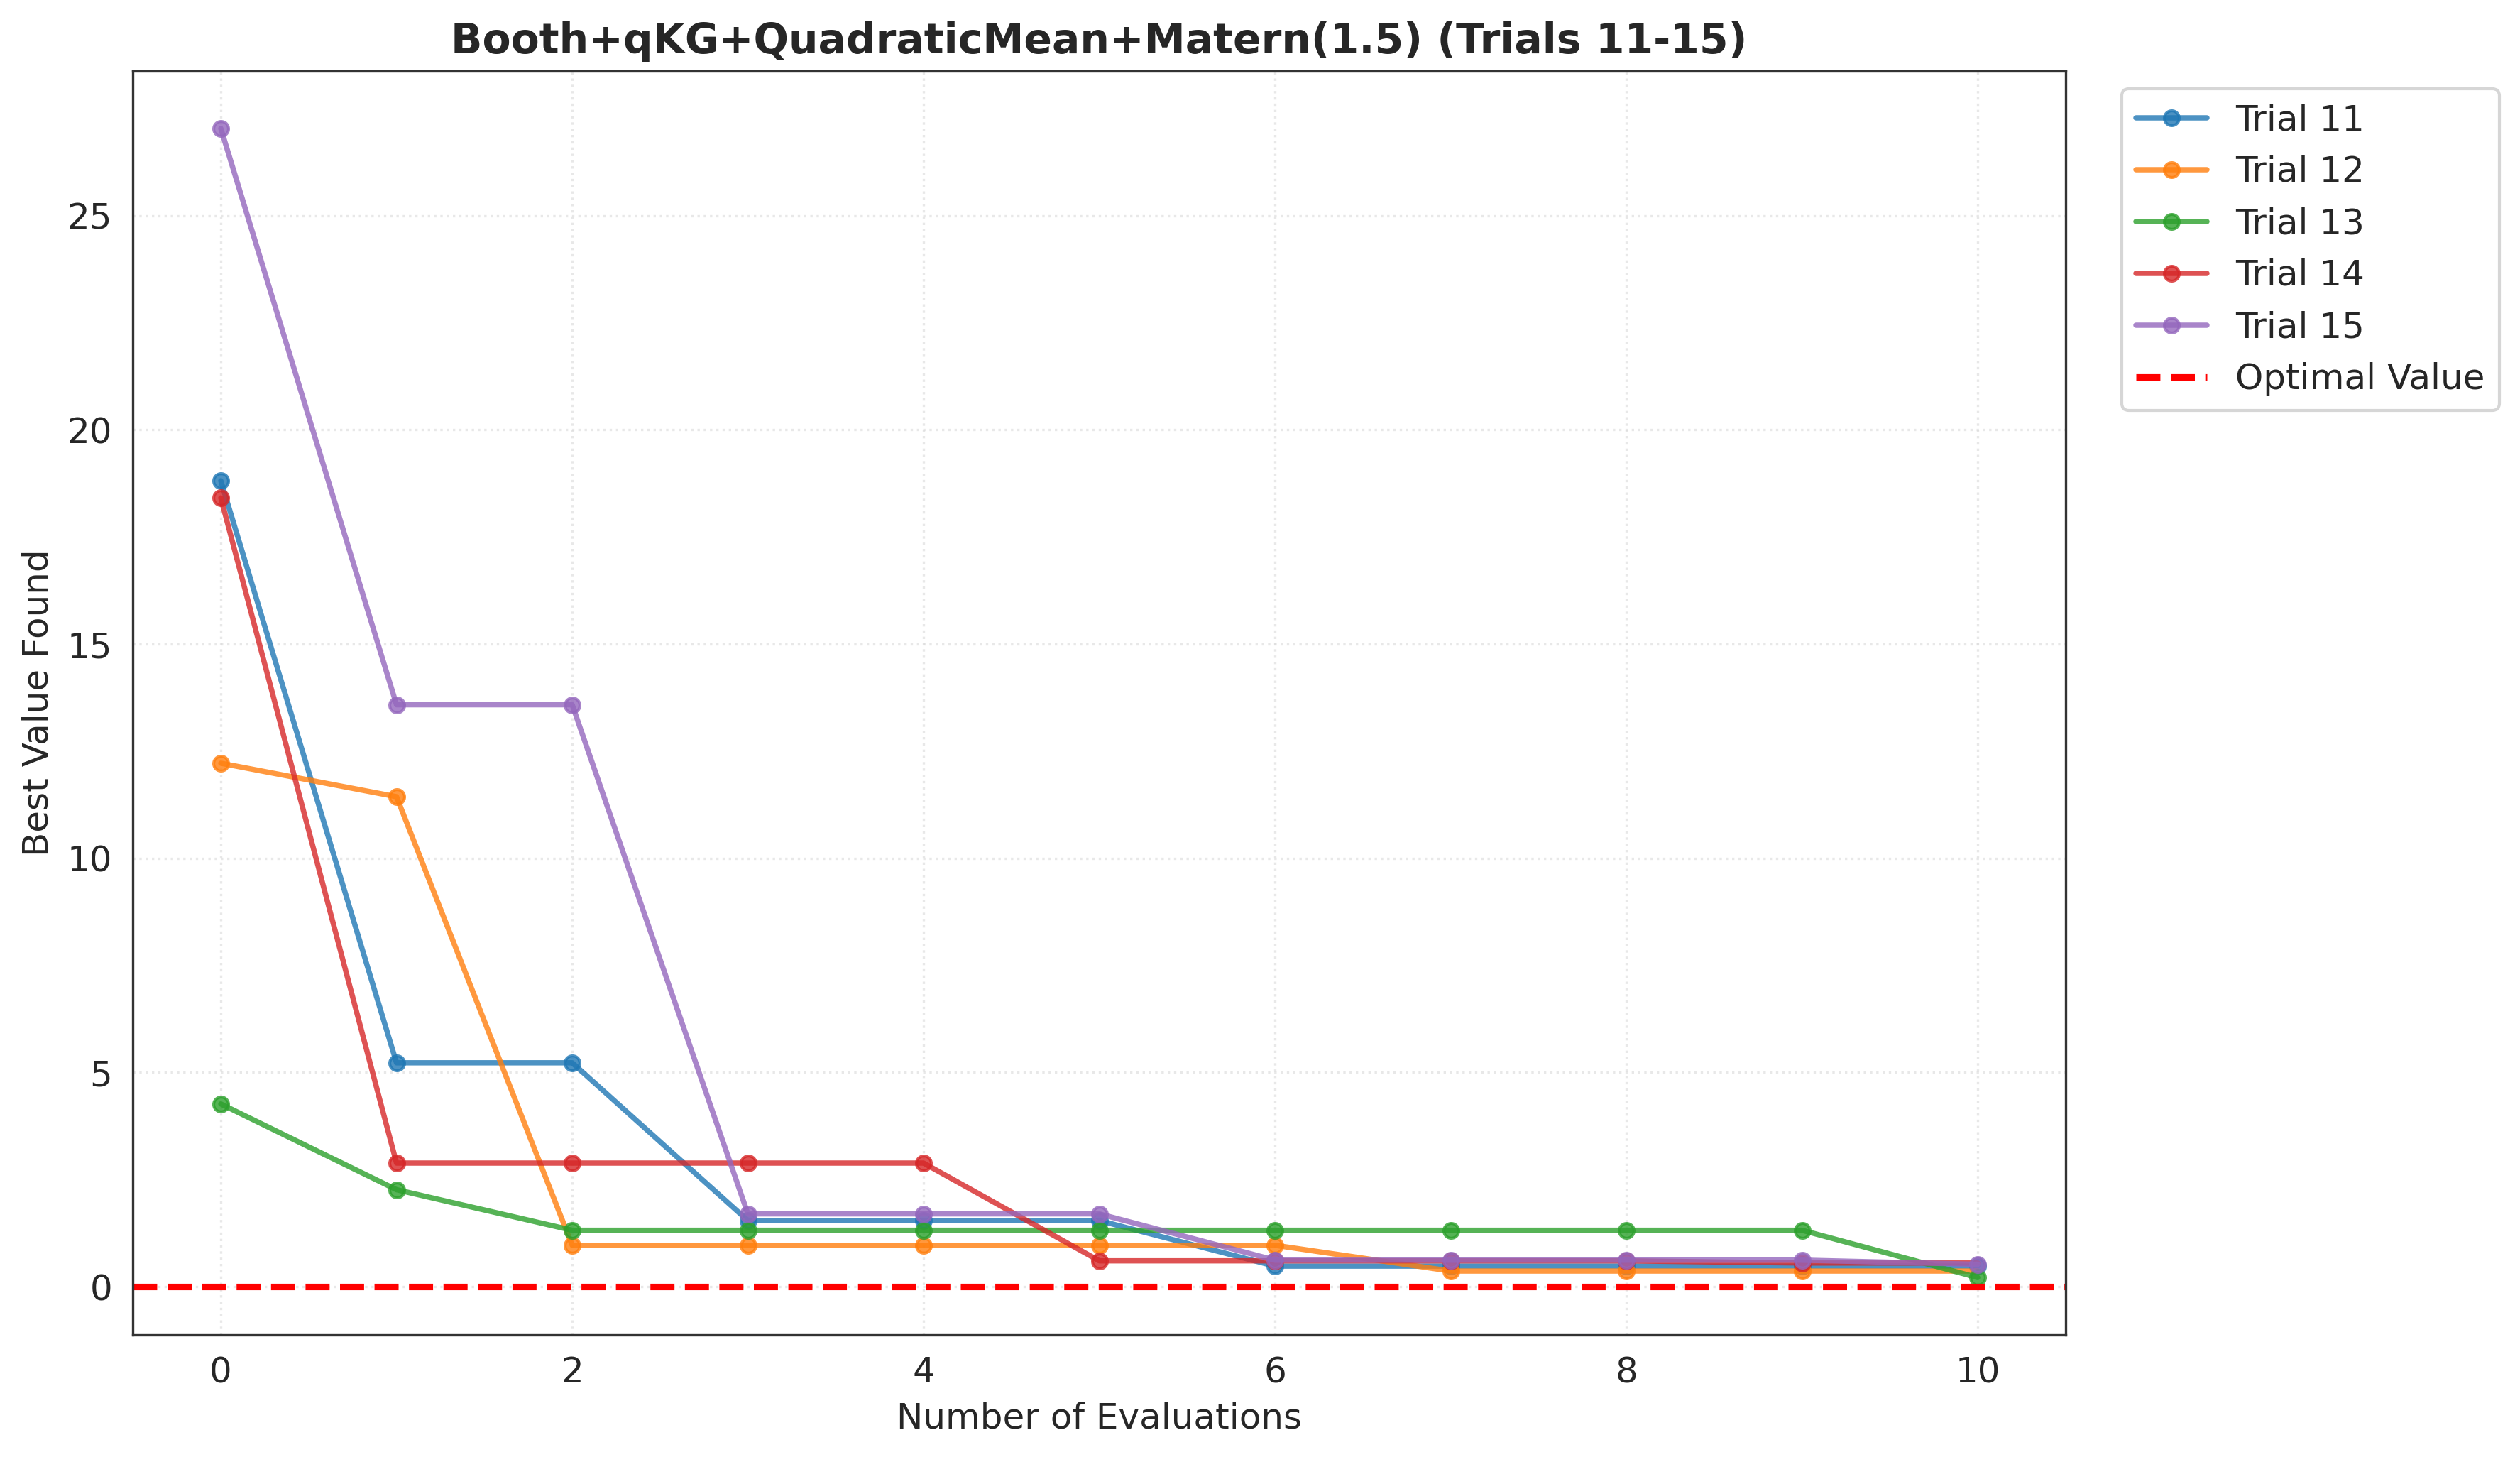 Booth+qKG+QuadraticMean+Matern(1.5) (Trials 11-15)
Trial 11
Trial 12
Trial 13
Trial 14
Trial 15
Optimal Value
Best Value Found
25
20
15
10
5
0
0 2 4 6 8 10
Number of Evaluations